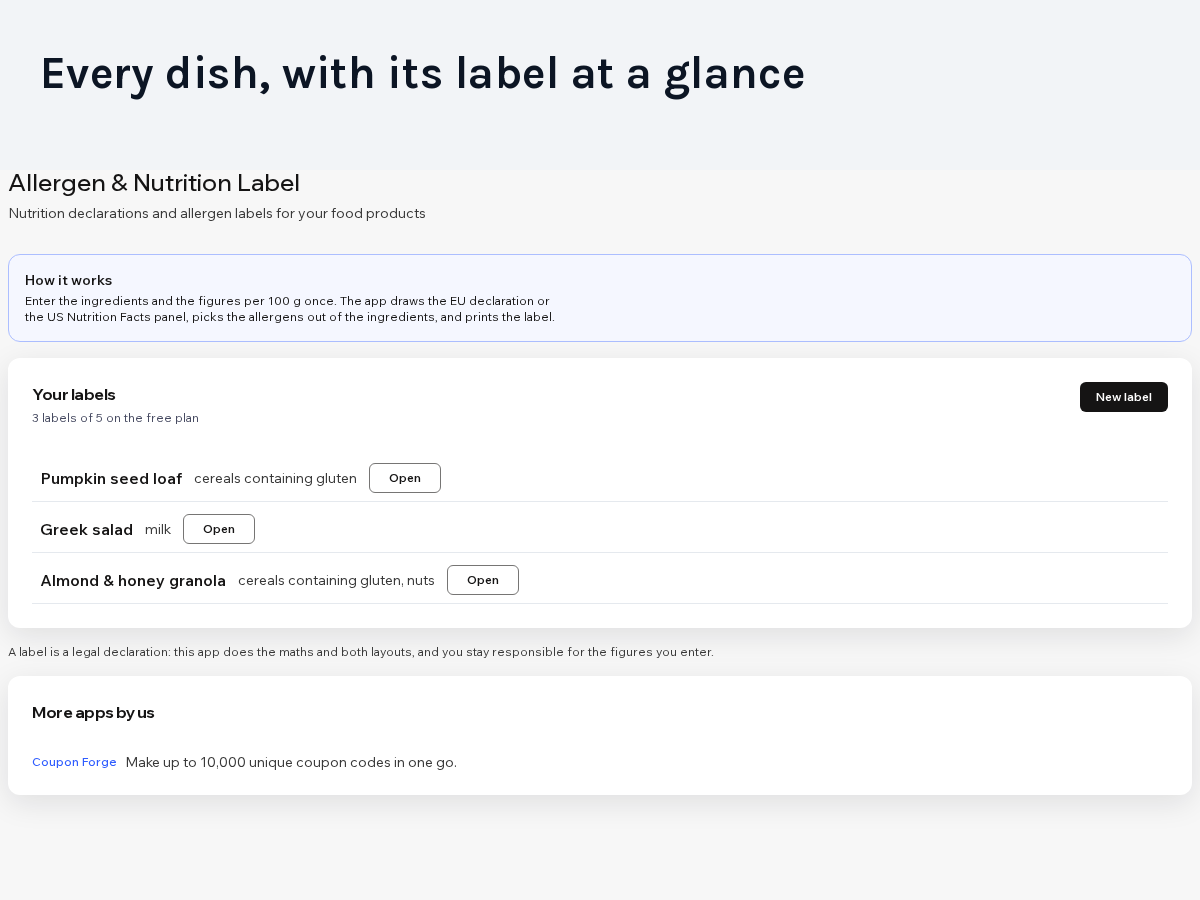 Every dish, with its label at a glance
Allergen & Nutrition Label
Nutrition declarations and allergen labels for your food products
How it works
Enter the ingredients and the figures per 100 g once. The app draws the EU declaration or
the US Nutrition Facts panel, picks the allergens out of the ingredients, and prints the label.
Your labels
New label
3 labels of 5 on the free plan
Pumpkin seed loaf cereals containing gluten Open
Greek salad milk Open
Almond & honey granola cereals containing gluten, nuts Open
A label is a legal declaration: this app does the maths and both layouts, and you stay responsible for the figures you enter.
More apps by us
Coupon Forge Make up to 10,000 unique coupon codes in one go.